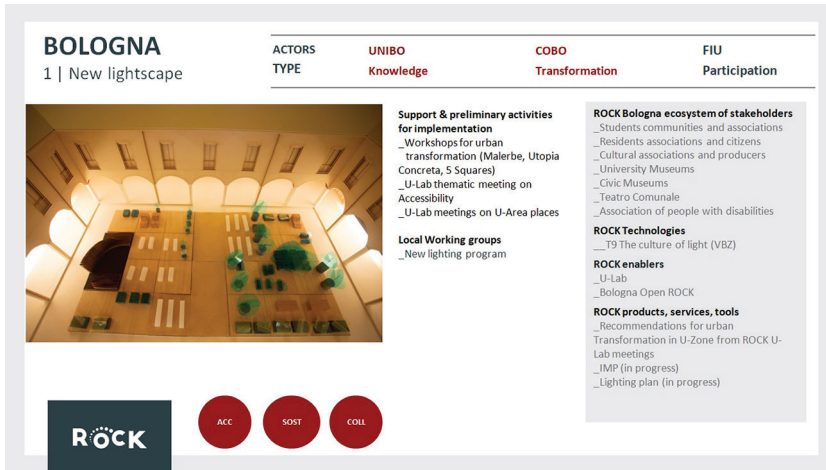 BOLOGNA
1 | New lightscape
ACTORS UNIBO COBO FIU
TYPE Knowledge Transformation Participation
Support & preliminary activities
for implementation
_Workshops for urban
transformation (Malerbe, Utopia
Concreta, 5 Squares)
_U-Lab thematic meeting on
Accessibility
_U-Lab meetings on U-Area places
Local Working groups
_New lighting program
ROCK Bologna ecosystem of stakeholders
_Students communities and associations
_Residents associations and citizens
_Cultural associations and producers
_University Museums
_Civic Museums
_Teatro Comunale
_Association of people with disabilities
ROCK Technologies
__T9 The culture of light (VBZ)
ROCK enablers
_U-Lab
_Bologna Open ROCK
ROCK products, services, tools
_Recommendations for urban
Transformation in U-Zone from ROCK U-
Lab meetings
_IMP (in progress)
_Lighting plan (in progress)
ROCK
ACC SOST COLL